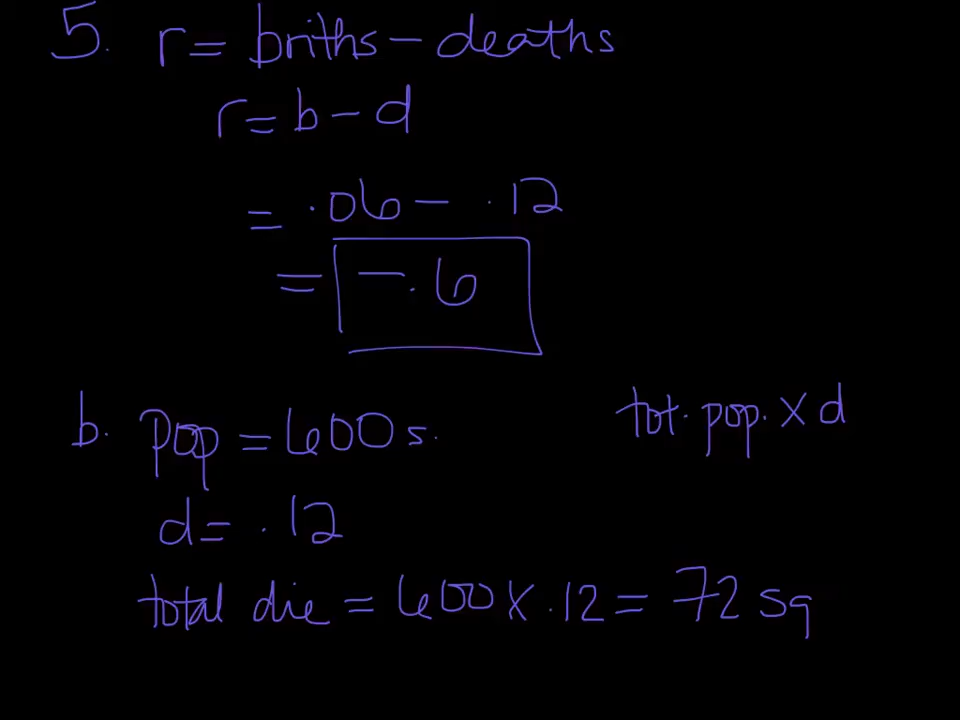 5. r = briths - deaths
r = b - d
= .06 - .12
= -.6
b. Pop = 600 s. tot. pop. X d
d = .12
total die = 600 X .12 = 72 sq